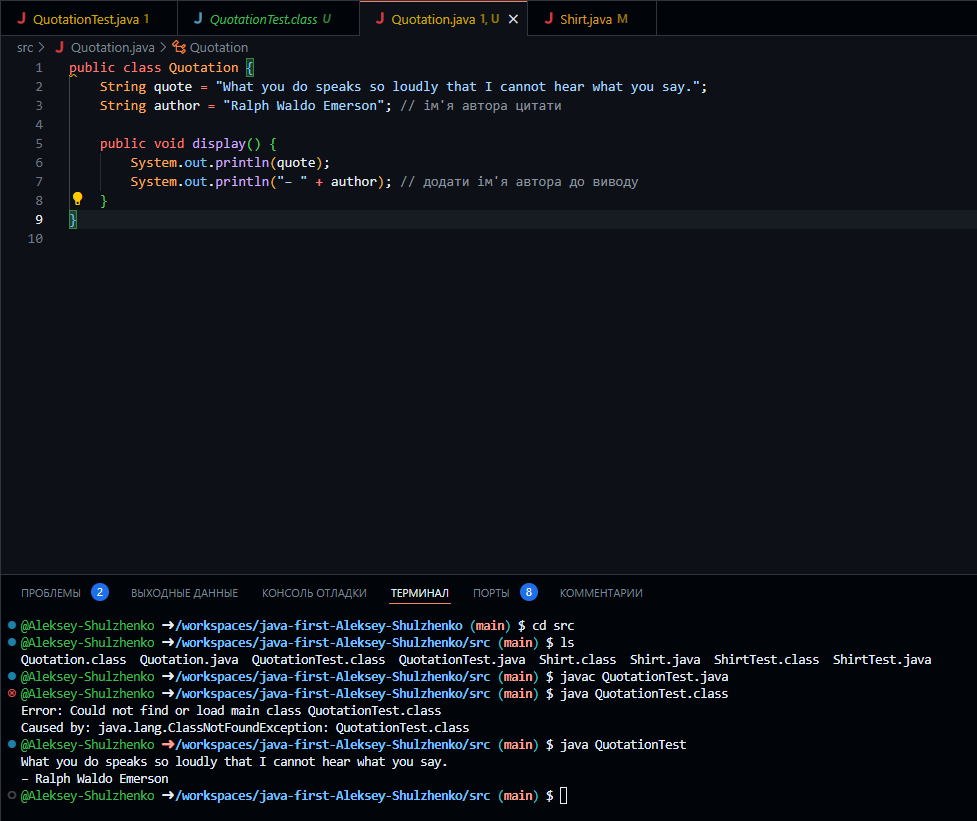 QuotationTest.java 1
QuotationTest.class U
Quotation.java 1, U
Shirt.java M
src > Quotation.java > Quotation
1 public class Quotation {
2 String quote = "What you do speaks so loudly that I cannot hear what you say.";
3 String author = "Ralph Waldo Emerson"; // ім'я автора цитати
4
5 public void display() {
6 System.out.println(quote);
7 System.out.println("– " + author); // додати ім'я автора до виводу
8 }
9 }
10
ПРОБЛЕМЫ 2 ВЫХОДНЫЕ ДАННЫЕ КОНСОЛЬ ОТЛАДКИ ТЕРМИНАЛ ПОРТЫ 8 КОММЕНТАРИИ
@Aleksey-Shulzhenko ➜/workspaces/java-first-Aleksey-Shulzhenko (main) $ cd src
@Aleksey-Shulzhenko ➜/workspaces/java-first-Aleksey-Shulzhenko/src (main) $ ls
Quotation.class Quotation.java QuotationTest.class QuotationTest.java Shirt.class Shirt.java ShirtTest.class ShirtTest.java
@Aleksey-Shulzhenko ➜/workspaces/java-first-Aleksey-Shulzhenko/src (main) $ javac QuotationTest.java
@Aleksey-Shulzhenko ➜/workspaces/java-first-Aleksey-Shulzhenko/src (main) $ java QuotationTest.class
Error: Could not find or load main class QuotationTest.class
Caused by: java.lang.ClassNotFoundException: QuotationTest.class
@Aleksey-Shulzhenko ➜/workspaces/java-first-Aleksey-Shulzhenko/src (main) $ java QuotationTest
What you do speaks so loudly that I cannot hear what you say.
– Ralph Waldo Emerson
@Aleksey-Shulzhenko ➜/workspaces/java-first-Aleksey-Shulzhenko/src (main) $